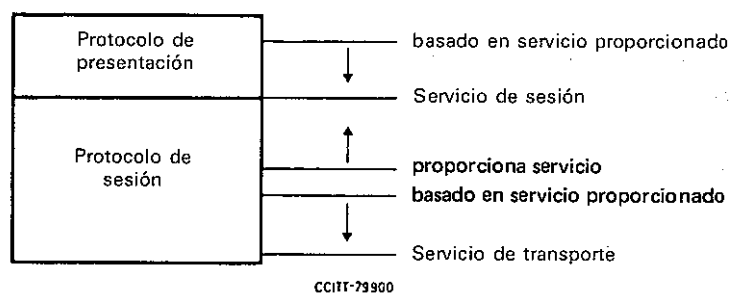 Protocolo de
presentación
basado en servicio proporcionado
Servicio de sesión
Protocolo de
sesión
proporciona servicio
basado en servicio proporcionado
Servicio de transporte
CCITT-79900